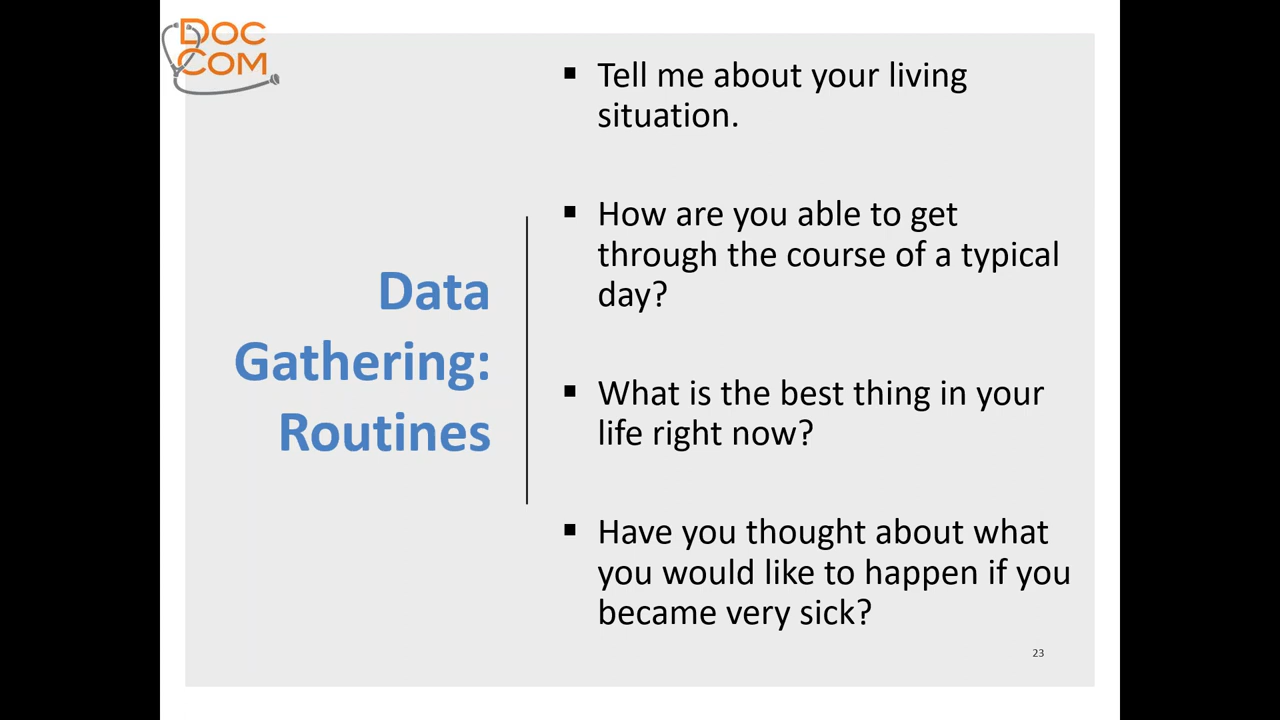 DOC
COM
Data
Gathering:
Routines
▪ Tell me about your living
situation.
▪ How are you able to get
through the course of a typical
day?
▪ What is the best thing in your
life right now?
▪ Have you thought about what
you would like to happen if you
became very sick?
23